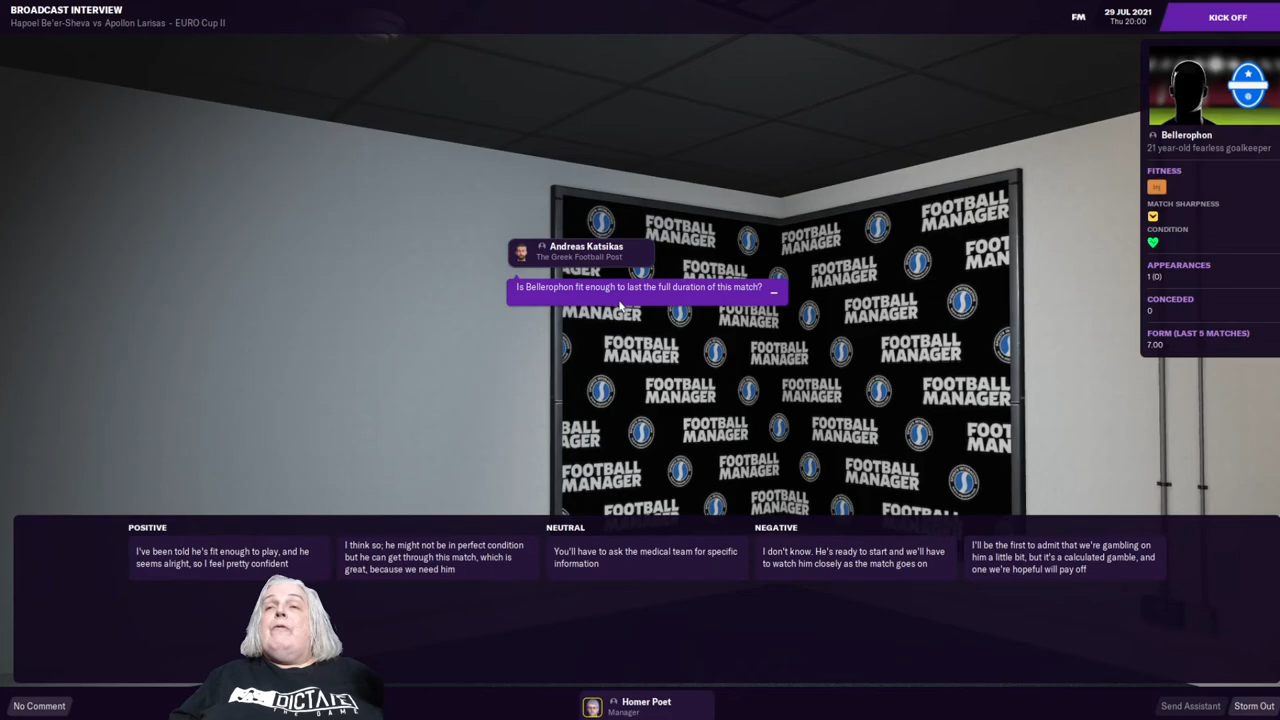 BROADCAST INTERVIEW
Hapoel Be'er-Sheva vs Apollon Larisas - EURO Cup II
FM
29 JUL 2021
Thu 20:00
KICK OFF
Bellerophon
21 year-old fearless goalkeeper
FITNESS
Inj
MATCH SHARPNESS
CONDITION
APPEARANCES
1 (0)
CONCEDED
0
FORM (LAST 5 MATCHES)
7.00
Andreas Katsikas
The Greek Football Post
Is Bellerophon fit enough to last the full duration of this match?
FOOTBALL
MANAGER
POSITIVE
I've been told he's fit enough to play, and he
seems alright, so I feel pretty confident
I think so; he might not be in perfect condition
but he can get through this match, which is
great, because we need him
NEUTRAL
You'll have to ask the medical team for specific
information
NEGATIVE
I don't know. He's ready to start and we'll have
to watch him closely as the match goes on
I'll be the first to admit that we're gambling on
him a little bit, but it's a calculated gamble, and
one we're hopeful will pay off
DICTATE
THE GAME
No Comment
Homer Poet
Manager
Send Assistant
Storm Out